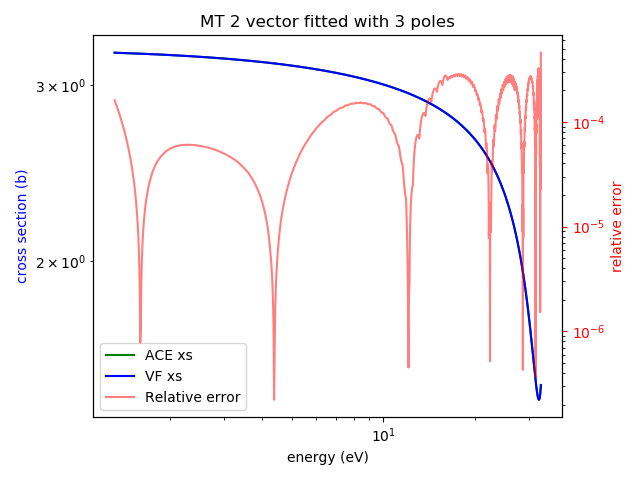 MT 2 vector fitted with 3 poles
3 × 10⁰
2 × 10⁰
cross section (b)
10⁻⁴
10⁻⁵
10⁻⁶
relative error
ACE xs
VF xs
Relative error
10¹
energy (eV)